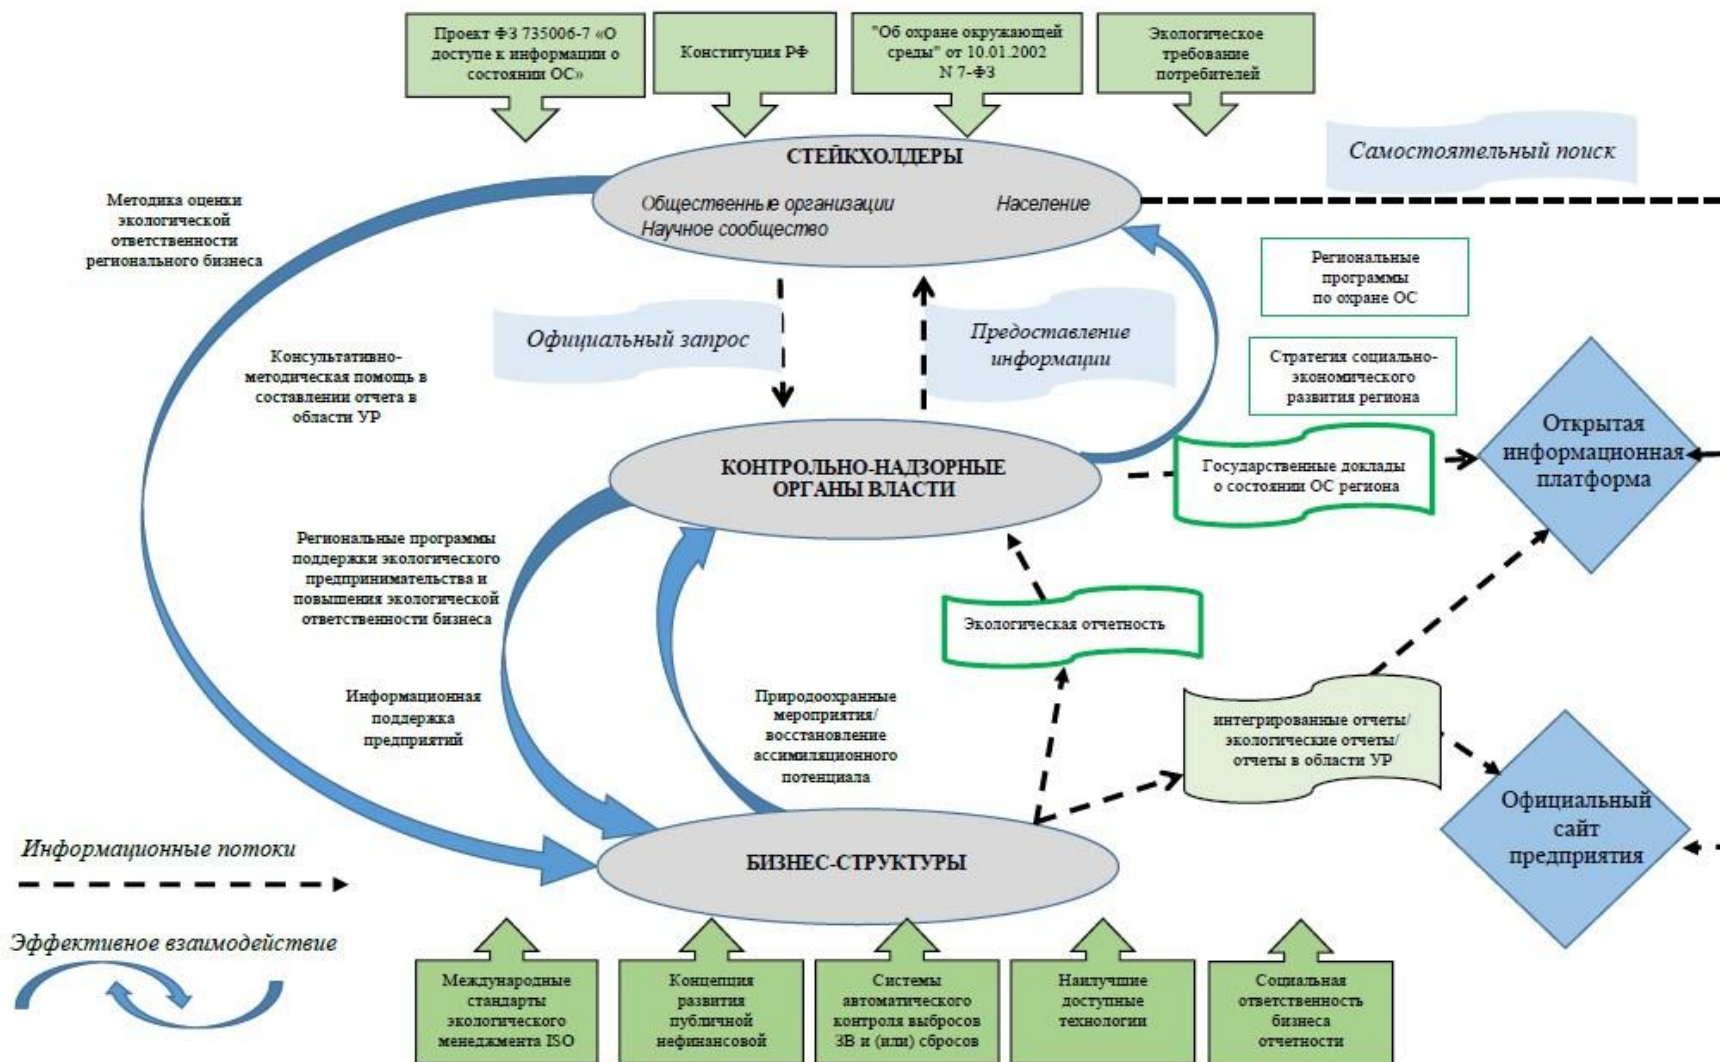 Проект ФЗ 735006-7 «О
доступе к информации о
состоянии ОС»
Конституция РФ
"Об охране окружающей
среды" от 10.01.2002
N 7-ФЗ
Экологическое
требование
потребителей
СТЕЙКХОЛДЕРЫ
Общественные организации
Население
Научное сообщество
Самостоятельный поиск
Методика оценки
экологической
ответственности
регионального бизнеса
Региональные
программы
по охране ОС
Официальный запрос
Предоставление
информации
Консультативно-
методическая помощь в
составлении отчета в
области УР
Стратегия социально-
экономического
развития региона
Открытая
информационная
платформа
КОНТРОЛЬНО-НАДЗОРНЫЕ
ОРГАНЫ ВЛАСТИ
Государственные доклады
о состоянии ОС региона
Региональные программы
поддержки экологического
предпринимательства и
повышения экологической
ответственности бизнеса
Экологическая отчетность
Информационная
поддержка
предприятий
Природоохранные
мероприятия/
восстановление
ассимиляционного
потенциала
интегрированные отчеты/
экологические отчеты/
отчеты в области УР
Официальный
сайт
предприятия
БИЗНЕС-СТРУКТУРЫ
Информационные потоки
Эффективное взаимодействие
Международные
стандарты
экологического
менеджмента ISO
Концепция
развития
публичной
нефинансовой
Системы
автоматического
контроля выбросов
ЗВ и (или) сбросов
Наилучшие
доступные
технологии
Социальная
ответственность
бизнеса
отчетности